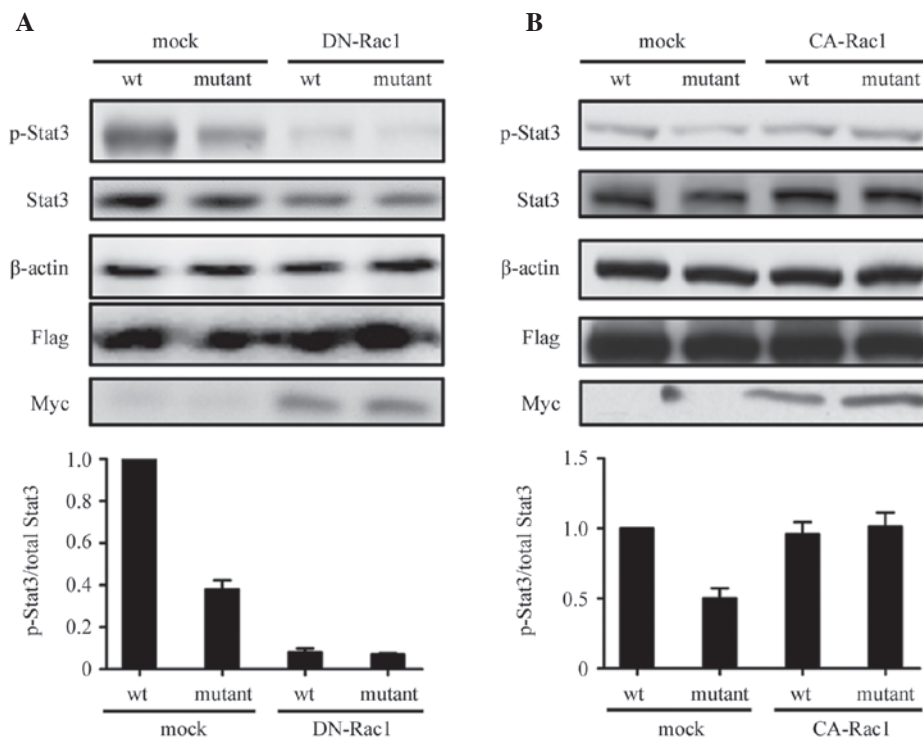 A
mock DN-Rac1
wt mutant wt mutant
p-Stat3
Stat3
β-actin
Flag
Myc
p-Stat3/total Stat3
1.0
0.8
0.6
0.4
0.2
0
wt mutant wt mutant
mock DN-Rac1
B
mock CA-Rac1
wt mutant wt mutant
p-Stat3
Stat3
β-actin
Flag
Myc
p-Stat3/total Stat3
1.5
1.0
0.5
0
wt mutant wt mutant
mock CA-Rac1